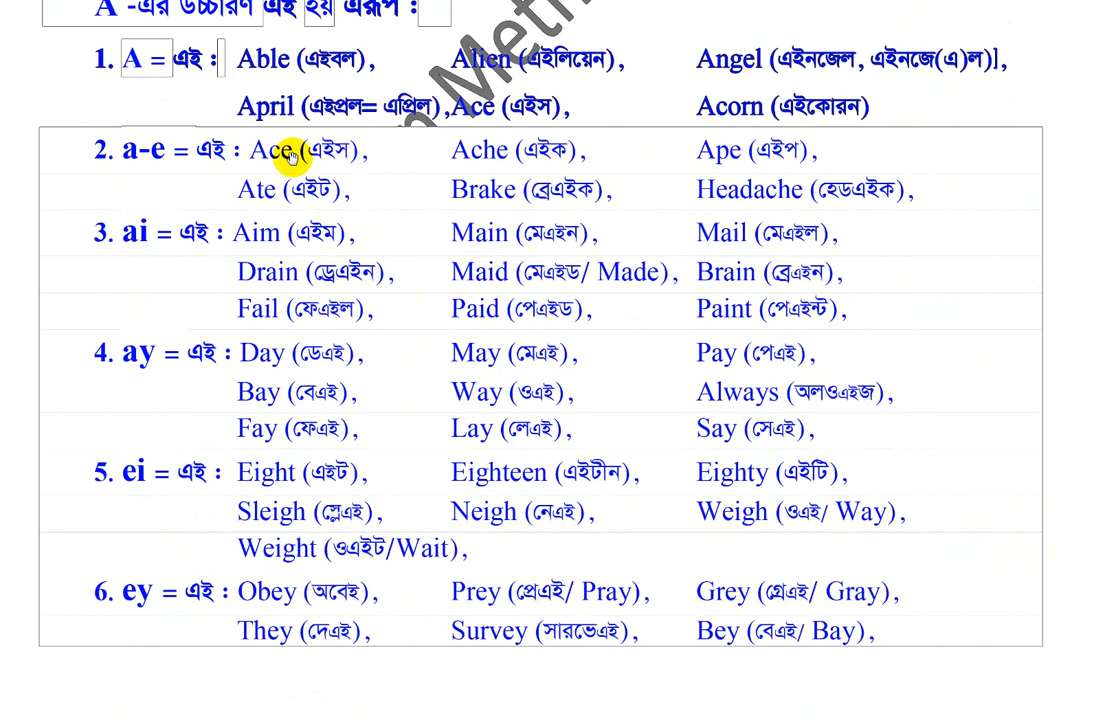 A -এর উচ্চারণ এই হয় এরূপ :
1. A = এই : Able (এইবল), Alien (এইলিয়েন), Angel (এইনজেল, এইনজে(এ)ল)],
April (এইপ্রল= এপ্রিল), Ace (এইস), Acorn (এইকোরন)
2. a-e = এই : Ace (এইস), Ache (এইক), Ape (এইপ),
Ate (এইট), Brake (ব্রেএইক), Headache (হেডএইক),
3. ai = এই : Aim (এইম), Main (মেএইন), Mail (মেএইল),
Drain (ড্রেএইন), Maid (মেএইড/ Made), Brain (ব্রেএইন),
Fail (ফেএইল), Paid (পেএইড), Paint (পেএইন্ট),
4. ay = এই : Day (ডেএই), May (মেএই), Pay (পেএই),
Bay (বেএই), Way (ওএই), Always (অলওএইজ),
Fay (ফেএই), Lay (লেএই), Say (সেএই),
5. ei = এই : Eight (এইট), Eighteen (এইটীন), Eighty (এইটি),
Sleigh (স্লেএই), Neigh (নেএই), Weigh (ওএই/ Way),
Weight (ওএইট/Wait),
6. ey = এই : Obey (অবেই), Prey (প্রেএই/ Pray), Grey (গ্রেএই/ Gray),
They (দেএই), Survey (সারভেএই), Bey (বেএই/ Bay),